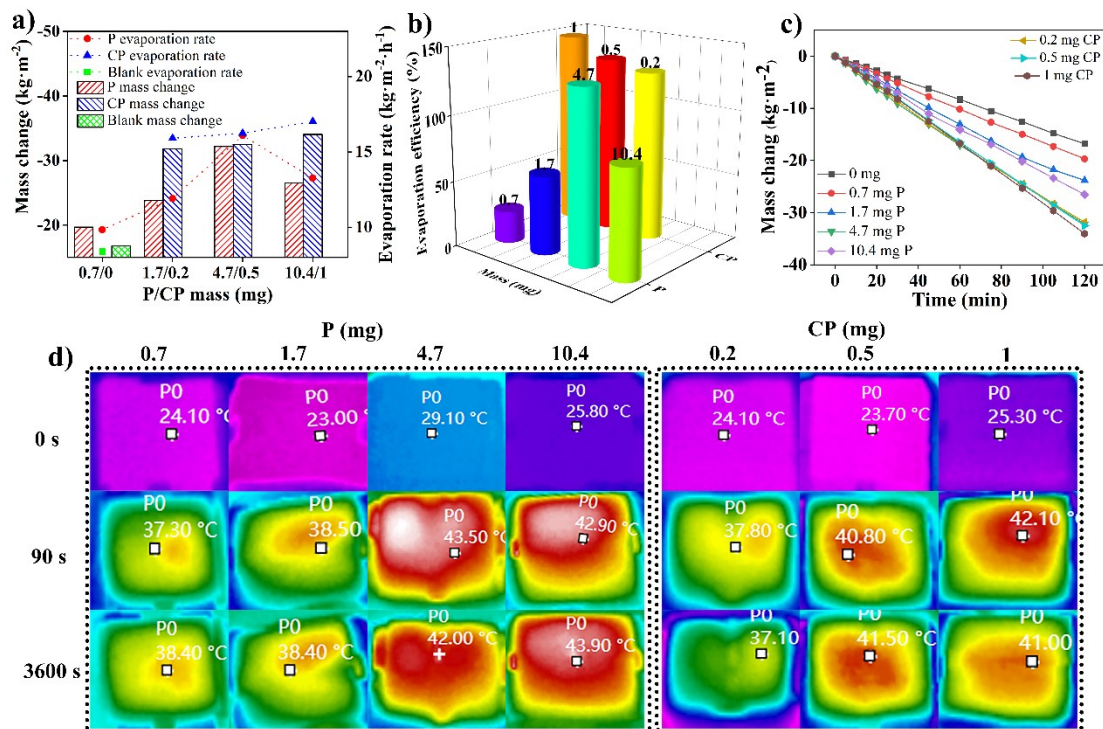 a)
Mass change (kg·m⁻²)
-50
-40
-30
-20
P evaporation rate
CP evaporation rate
Blank evaporation rate
P mass change
CP mass change
Blank mass change
20
15
10
Evaporation rate (kg·m⁻²·h⁻¹)
0.7/0 1.7/0.2 4.7/0.5 10.4/1
P/CP mass (mg)
b)
Evaporation efficiency (%)
150
100
50
0
1
0.5
0.2
4.7
10.4
1.7
0.7
Mass (mg)
CP
P
c)
Mass chang (kg·m⁻²)
0
-10
-20
-30
-40
0.2 mg CP
0.5 mg CP
1 mg CP
0 mg
0.7 mg P
1.7 mg P
4.7 mg P
10.4 mg P
0 20 40 60 80 100 120
Time (min)
d)
P (mg) CP (mg)
0.7 1.7 4.7 10.4 0.2 0.5 1
0 s
P0 P0 P0 P0 P0 P0 P0
24.10 °C 23.00 °C 29.10 °C 25.80 °C 24.10 °C 23.70 °C 25.30 °C
90 s
P0 P0 P0 P0 P0 P0 P0
37.30 °C 38.50 43.50 °C 42.90 °C 37.80 °C 40.80 °C 42.10
3600 s
P0 P0 P0 P0 P0 P0 P0
38.40 °C 38.40 °C 42.00 °C 43.90 °C 37.10 41.50 °C 41.00